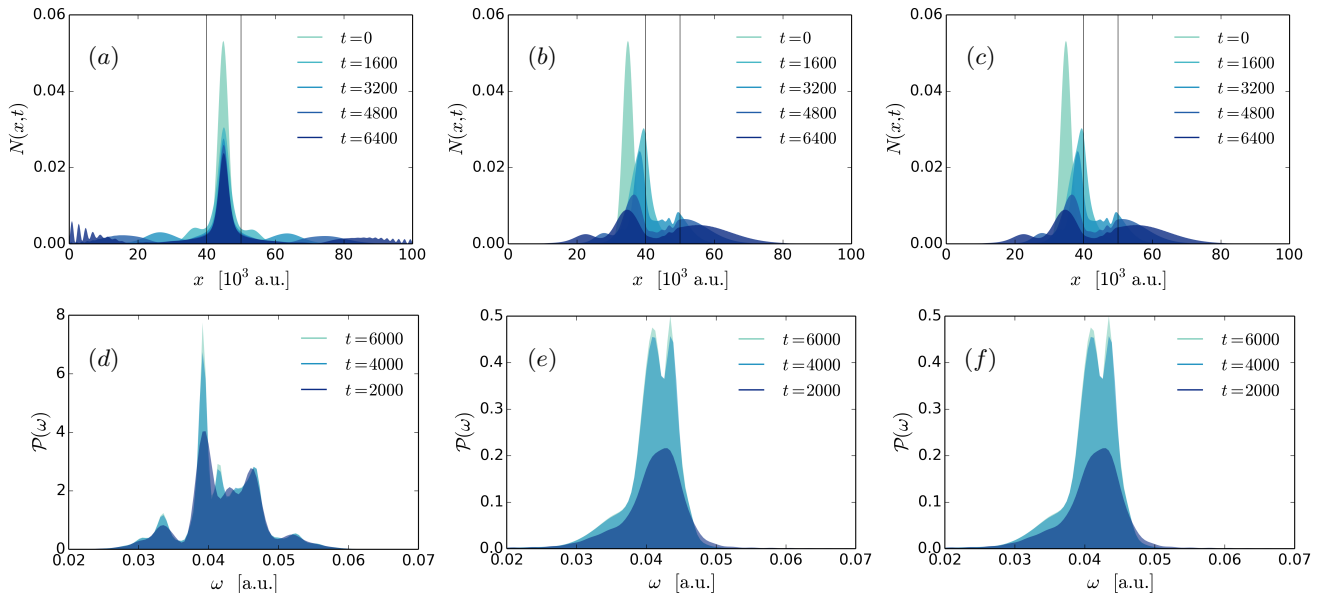 0.06
0.04
0.02
0.00
N(x,t)
(a)
t=0
t=1600
t=3200
t=4800
t=6400
0 20 40 60 80 100
x [10³ a.u.]
0.06
0.04
0.02
0.00
N(x,t)
(b)
t=0
t=1600
t=3200
t=4800
t=6400
0 20 40 60 80 100
x [10³ a.u.]
0.06
0.04
0.02
0.00
N(x,t)
(c)
t=0
t=1600
t=3200
t=4800
t=6400
0 20 40 60 80 100
x [10³ a.u.]
8
6
4
2
0
P(ω)
(d)
t=6000
t=4000
t=2000
0.02 0.03 0.04 0.05 0.06 0.07
ω [a.u.]
0.5
0.4
0.3
0.2
0.1
0.0
P(ω)
(e)
t=6000
t=4000
t=2000
0.02 0.03 0.04 0.05 0.06 0.07
ω [a.u.]
0.5
0.4
0.3
0.2
0.1
0.0
P(ω)
(f)
t=6000
t=4000
t=2000
0.02 0.03 0.04 0.05 0.06 0.07
ω [a.u.]